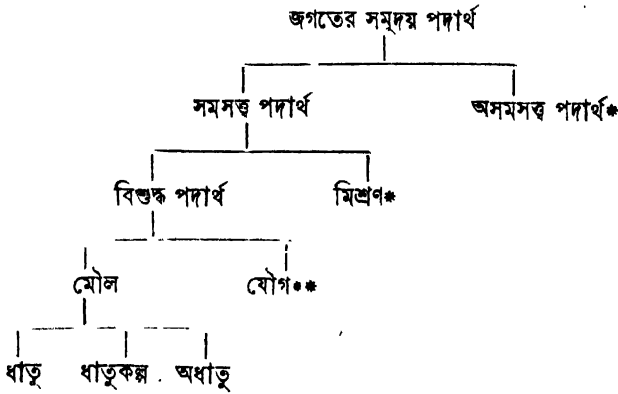 জগতের সমুদয় পদার্থ
সমসত্ত্ব পদার্থ অসমসত্ত্ব পদার্থ*
বিশুদ্ধ পদার্থ মিশ্রণ*
মৌল যৌগ**
ধাতু ধাতুকল্প . অধাতু